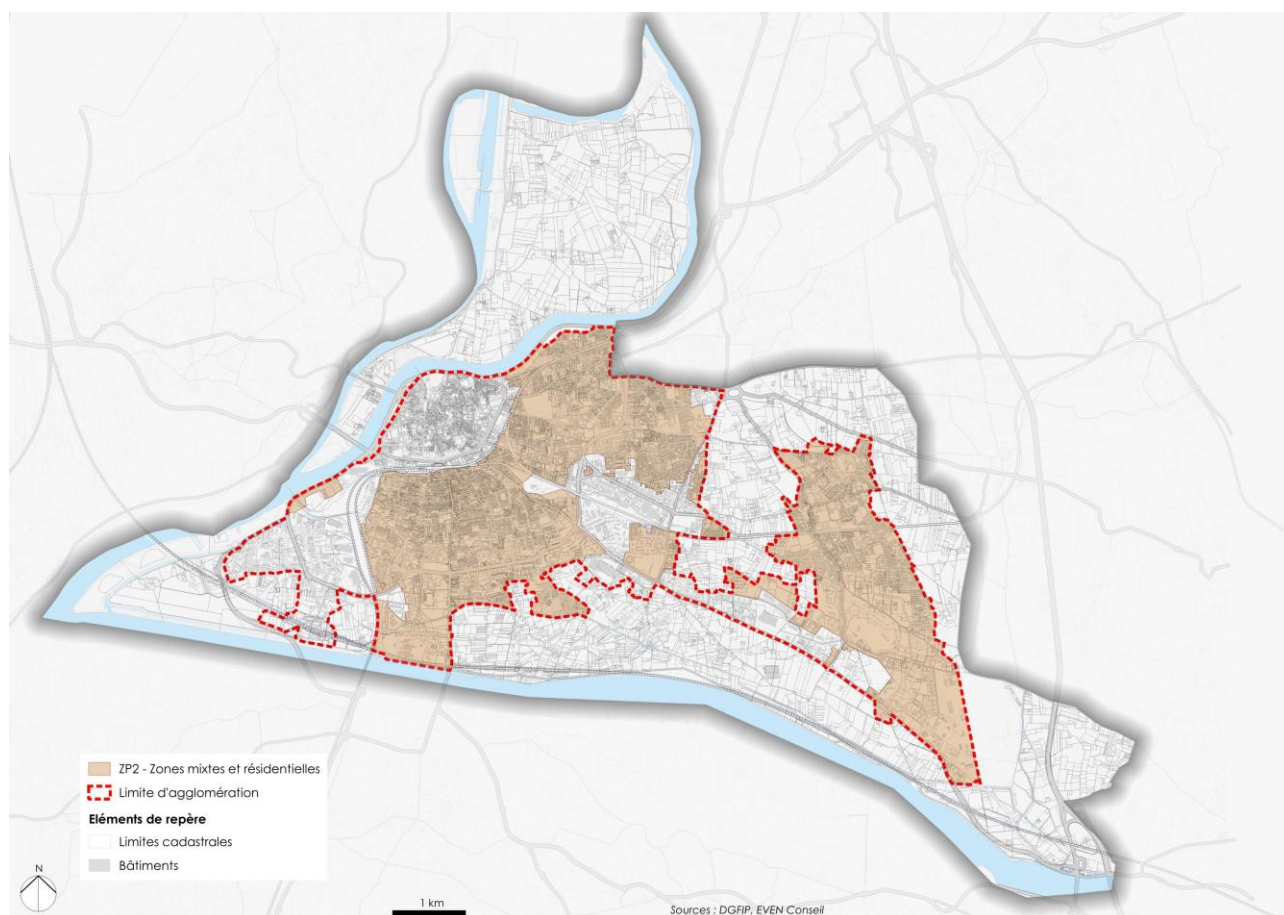 ZP2 - Zones mixtes et résidentielles
Limite d'agglomération
Eléments de repère
Limites cadastrales
Bâtiments
N
1 km
Sources : DGFIP, EVEN Conseil